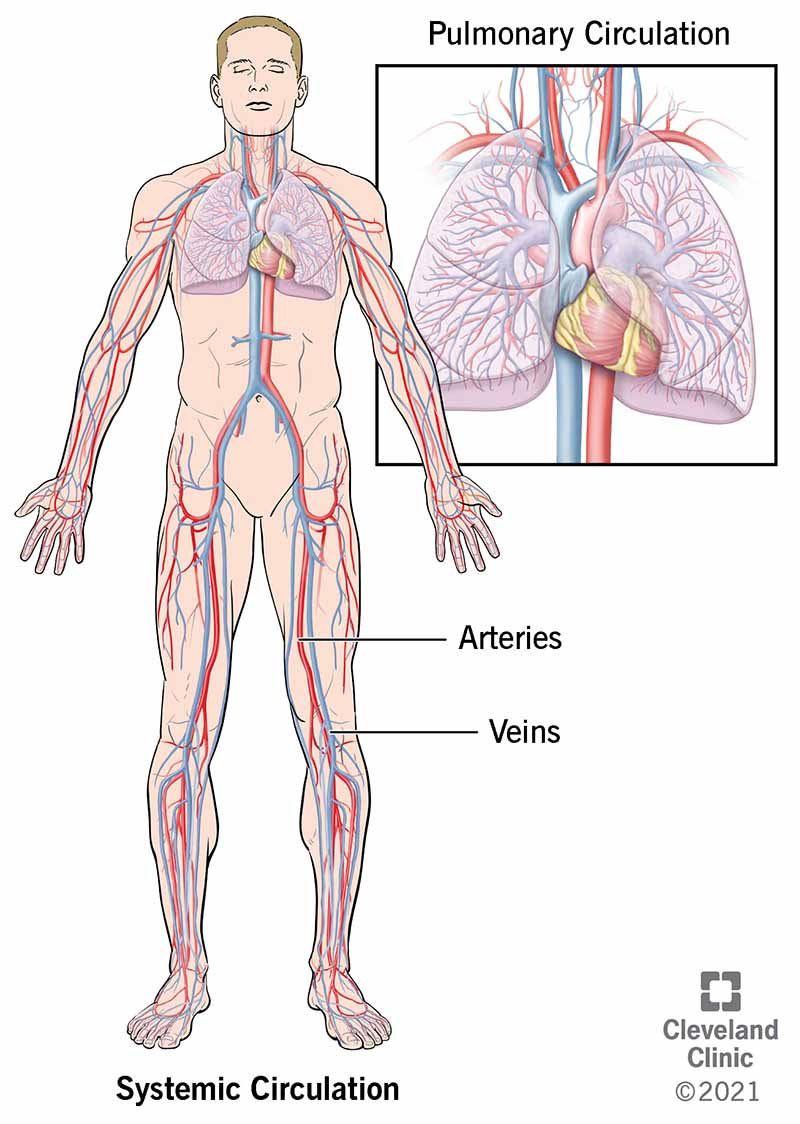 Pulmonary Circulation
Arteries
Veins
Systemic Circulation
Cleveland
Clinic
©2021